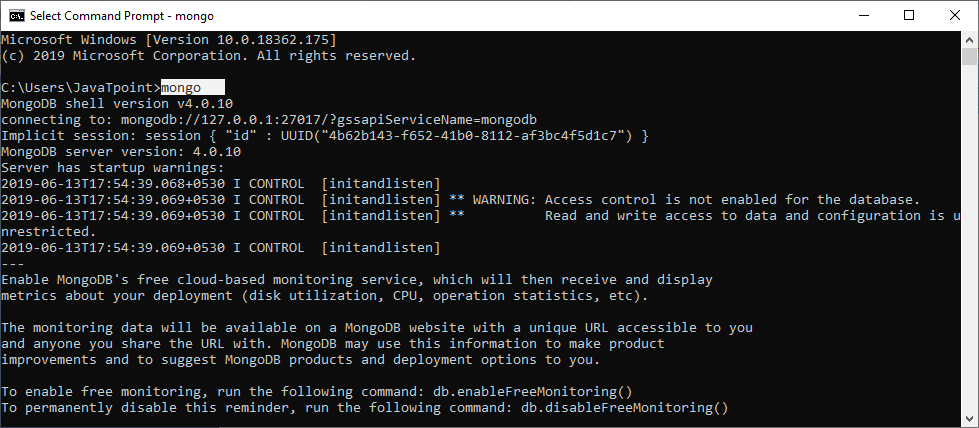 Select Command Prompt - mongo
Microsoft Windows [Version 10.0.18362.175]
(c) 2019 Microsoft Corporation. All rights reserved.
C:\Users\JavaTpoint>mongo
MongoDB shell version v4.0.10
connecting to: mongodb://127.0.0.1:27017/?gssapiServiceName=mongodb
Implicit session: session { "id" : UUID("4b62b143-f652-41b0-8112-af3bc4f5d1c7") }
MongoDB server version: 4.0.10
Server has startup warnings:
2019-06-13T17:54:39.068+0530 I CONTROL  [initandlisten]
2019-06-13T17:54:39.069+0530 I CONTROL  [initandlisten] ** WARNING: Access control is not enabled for the database.
2019-06-13T17:54:39.069+0530 I CONTROL  [initandlisten] **          Read and write access to data and configuration is u
nrestricted.
2019-06-13T17:54:39.069+0530 I CONTROL  [initandlisten]
---
Enable MongoDB's free cloud-based monitoring service, which will then receive and display
metrics about your deployment (disk utilization, CPU, operation statistics, etc).
The monitoring data will be available on a MongoDB website with a unique URL accessible to you
and anyone you share the URL with. MongoDB may use this information to make product
improvements and to suggest MongoDB products and deployment options to you.
To enable free monitoring, run the following command: db.enableFreeMonitoring()
To permanently disable this reminder, run the following command: db.disableFreeMonitoring()